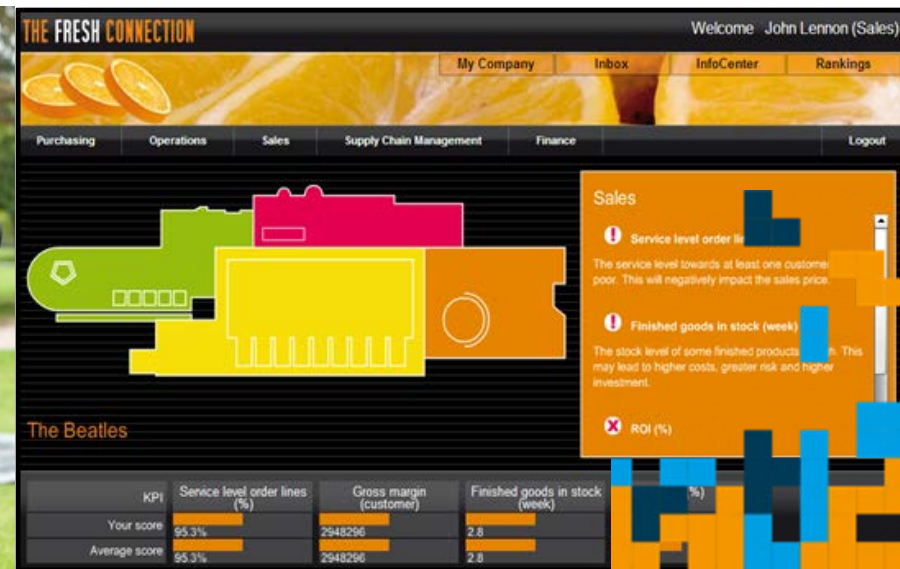 THE FRESH CONNECTION
Welcome John Lennon (Sales)
My Company Inbox InfoCenter Rankings
Purchasing Operations Sales Supply Chain Management Finance Logout
Sales
Service level order
The service level towards at least one
poor. This will negatively impact the sales price.
Finished goods in stock (week)
The stock level of some finished products This
may lead to higher costs, greater risk and higher
investment.
ROI (%)
The Beatles
KPI Service level order lines (%) Gross margin (customer) Finished goods in stock (week) %)
Your score 95.3% 2948296 2.8
Average score 95.3% 2948296 2.8